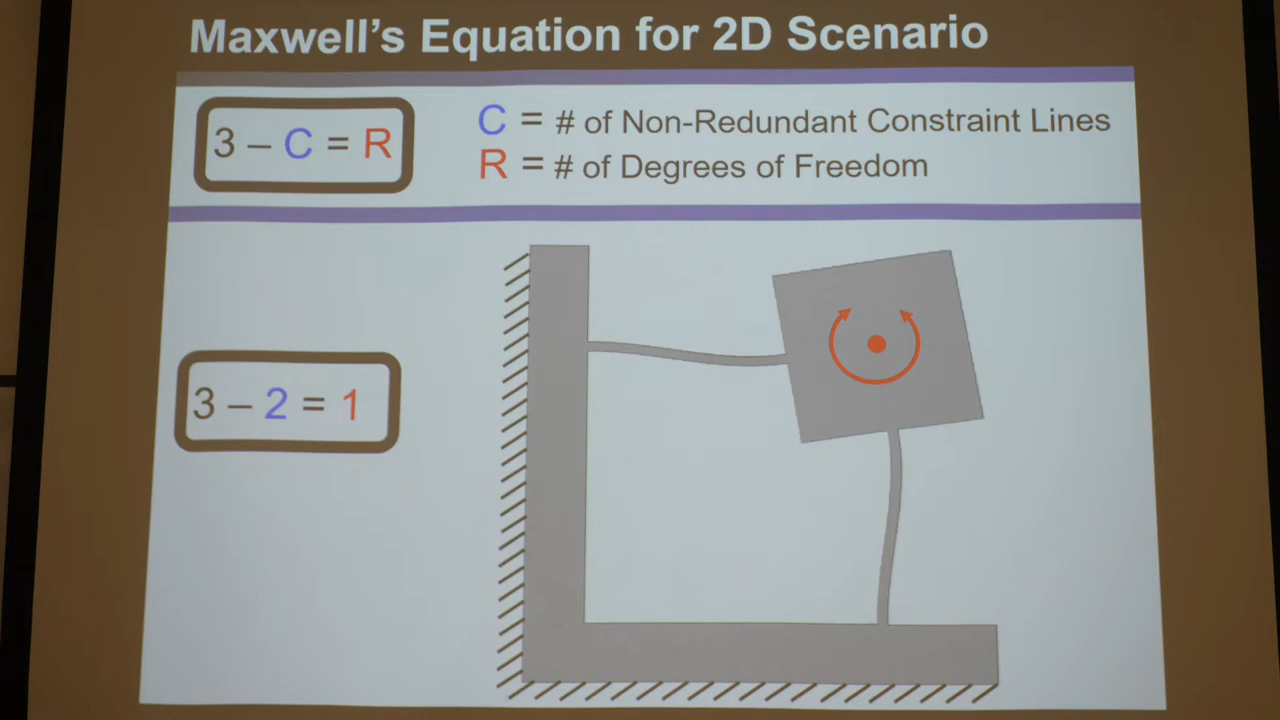 Maxwell's Equation for 2D Scenario
3 – C = R
C = # of Non-Redundant Constraint Lines
R = # of Degrees of Freedom
3 – 2 = 1